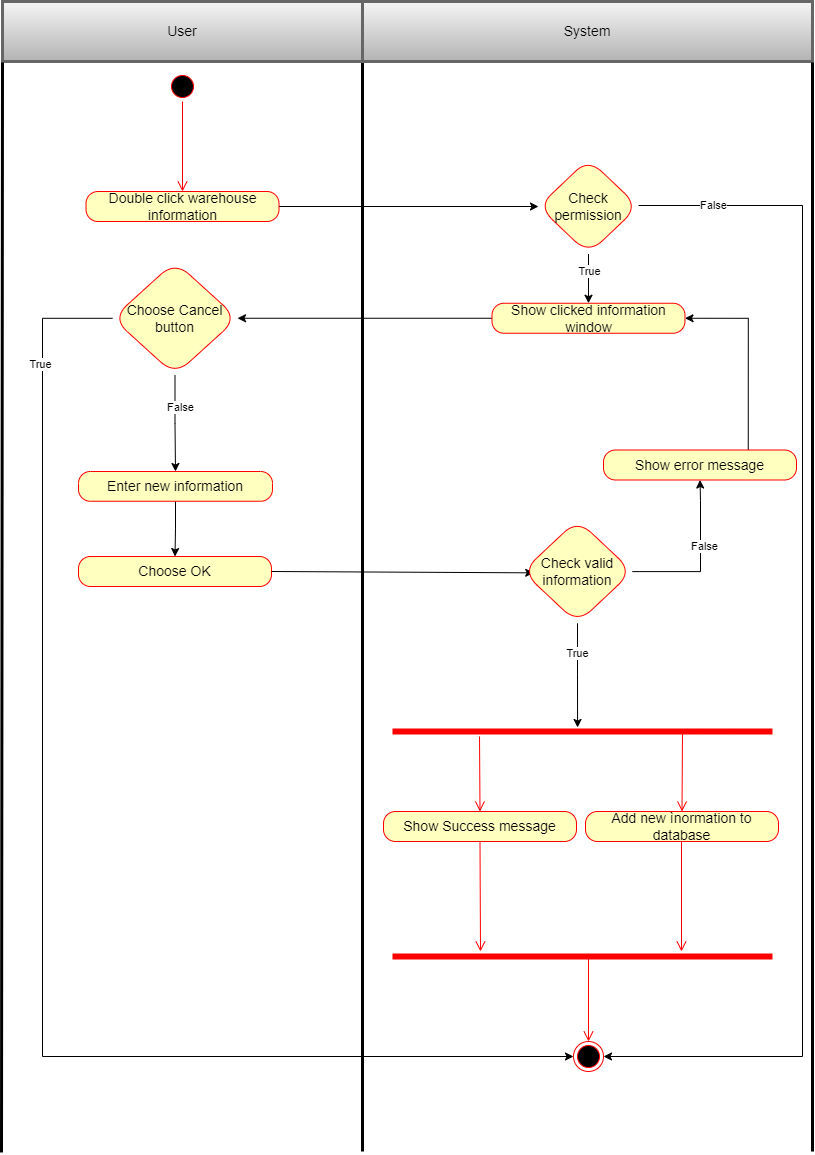 User
System
Double click warehouse
information
Check
permission
False
True
Choose Cancel
button
Show clicked information
window
True
False
Show error message
Enter new information
False
Choose OK
Check valid
information
True
Show Success message
Add new inormation to
database